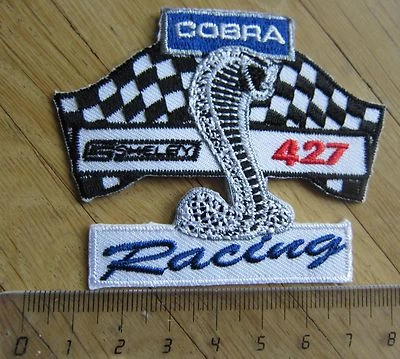 COBRA
SHELBY 427
Racing
0 1 2 3 4 5 6 7 8